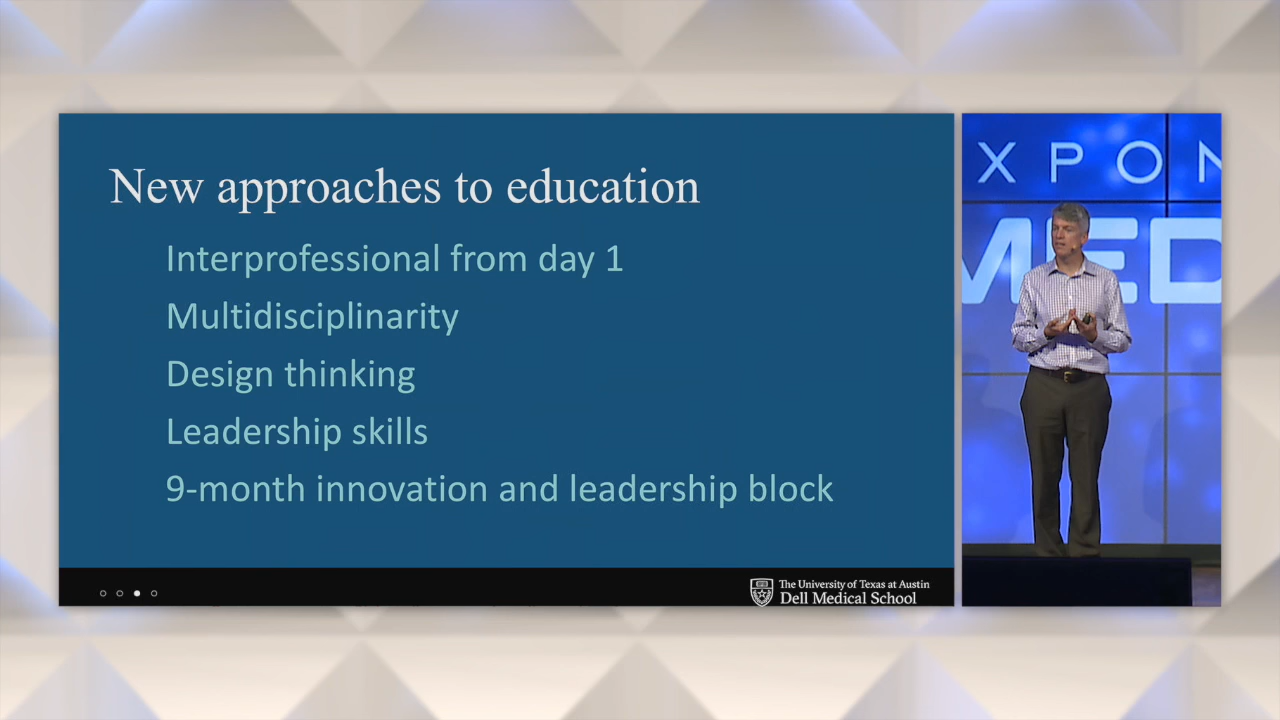 New approaches to education
Interprofessional from day 1
Multidisciplinarity
Design thinking
Leadership skills
9-month innovation and leadership block
The University of Texas at Austin
Dell Medical School
XPON
MED